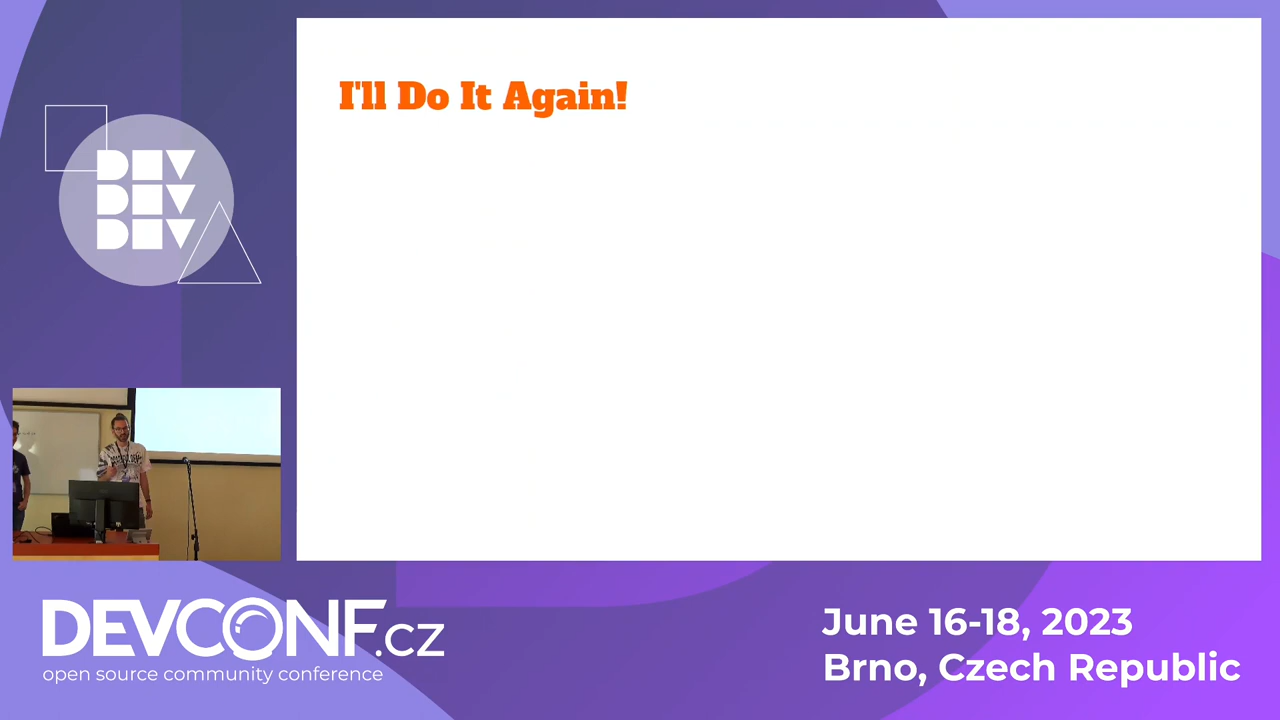 I'll Do It Again!
DEV
DEV
DEV
DEVCONF.cz
open source community conference
June 16-18, 2023
Brno, Czech Republic